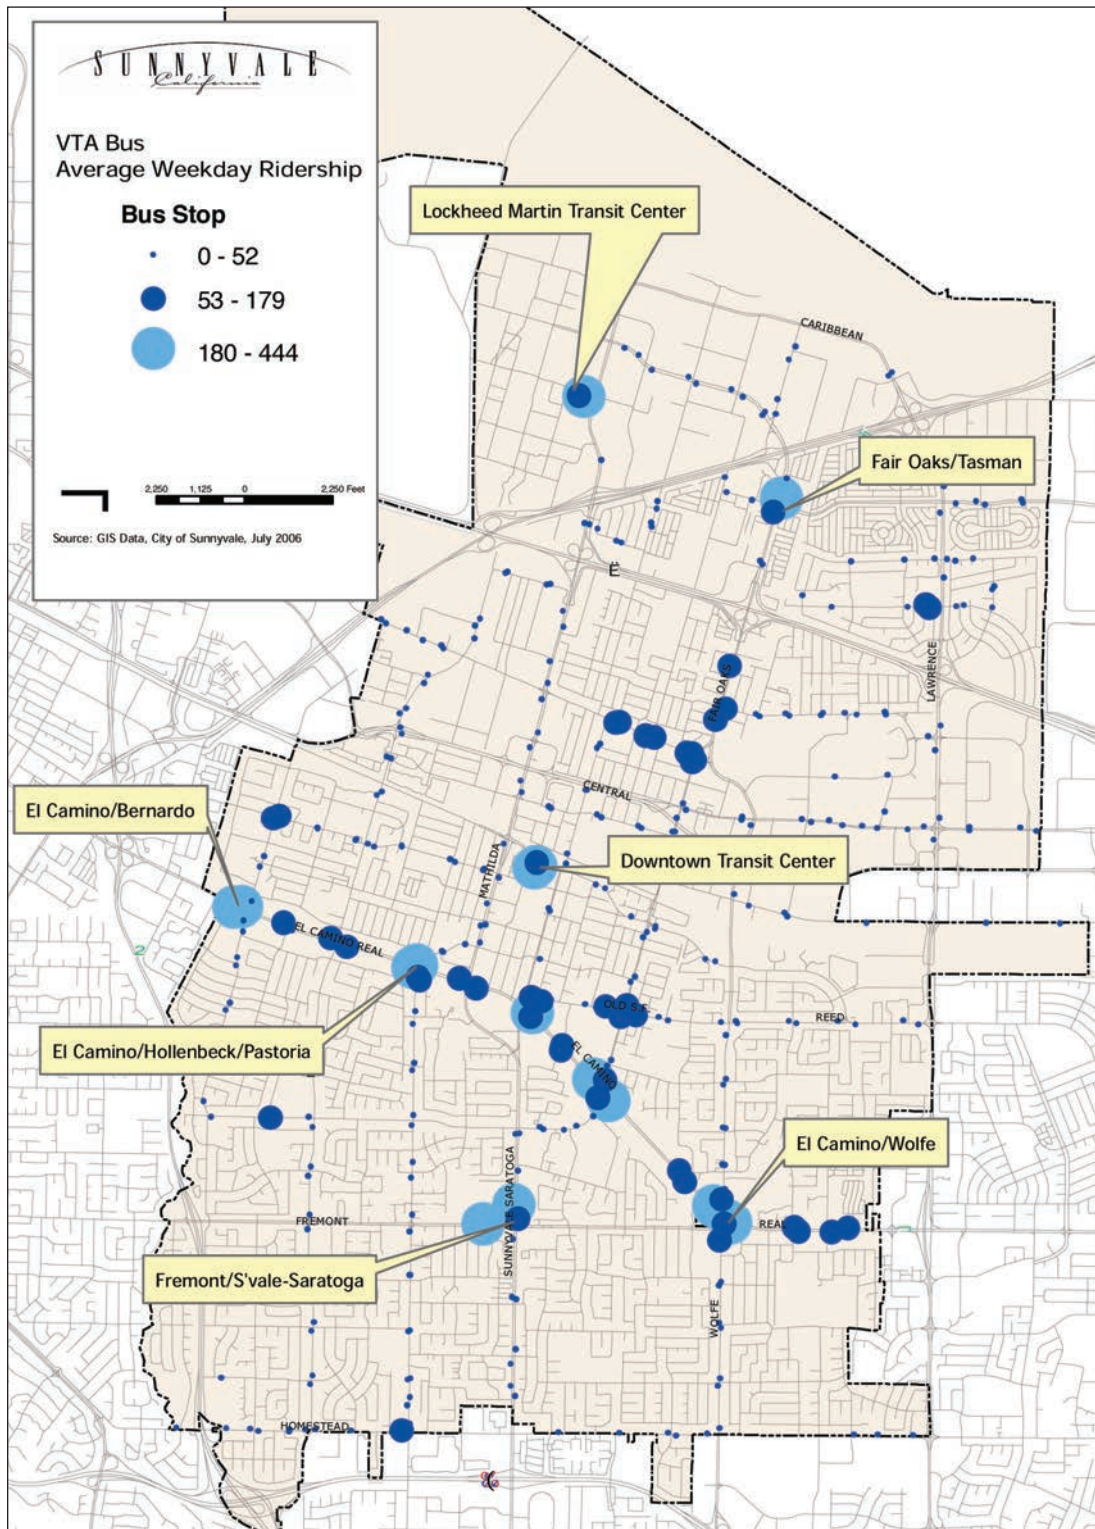 SUNNYVALE
California
VTA Bus
Average Weekday Ridership
Bus Stop
0 - 52
53 - 179
180 - 444
2,250 1,125 0 2,250 Feet
Source: GIS Data, City of Sunnyvale, July 2006
Lockheed Martin Transit Center
CARIBBEAN
Fair Oaks/Tasman
E
LAWRENCE
FAIR OAKS
CENTRAL
El Camino/Bernardo
MATHILDA
Downtown Transit Center
EL CAMINO REAL
2
OLD S.F.
REED
El Camino/Hollenbeck/Pastoria
EL CAMINO
El Camino/Wolfe
SUNNYVALE SARATOGA
FREMONT
REAL
Fremont/S'vale-Saratoga
WOLFE
HOMESTEAD